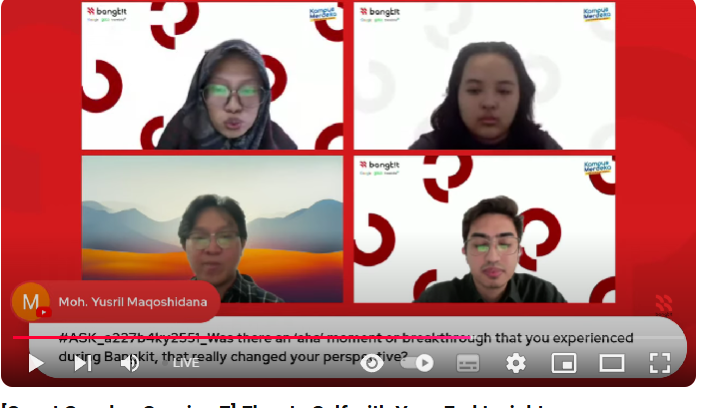 bangkit
Kampus
Merdeka
bangkit
Kampus
Merdeka
bangkit
Kampus
Merdeka
M
Moh. Yusril Maqoshidana
#ASK_a227b4ky2551_Was there an 'aha' moment or breakthrough that you experienced
during Bangkit, that really changed your perspective?
LIVE